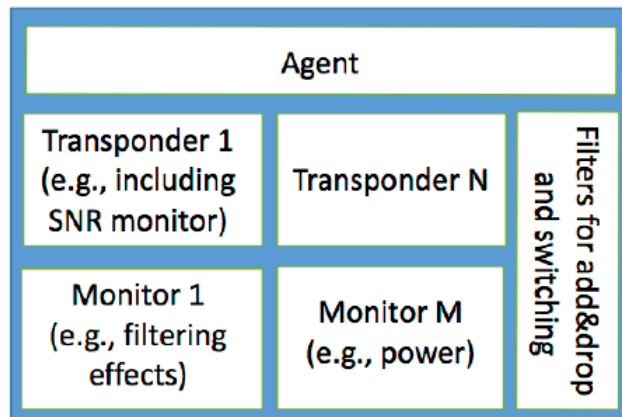 Agent
Transponder 1
(e.g., including
SNR monitor)
Transponder N
Filters for add&drop
and switching
Monitor 1
(e.g., filtering
effects)
Monitor M
(e.g., power)